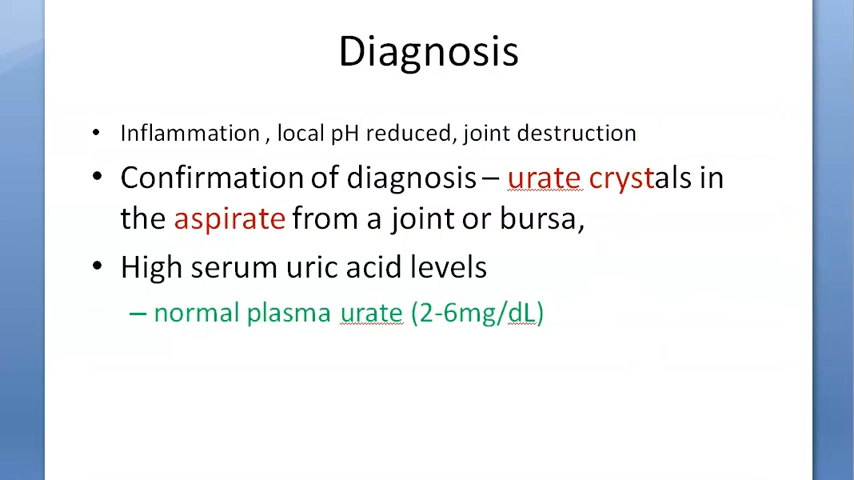 Diagnosis
• Inflammation , local pH reduced, joint destruction
• Confirmation of diagnosis – urate crystals in
the aspirate from a joint or bursa,
• High serum uric acid levels
– normal plasma urate (2-6mg/dL)